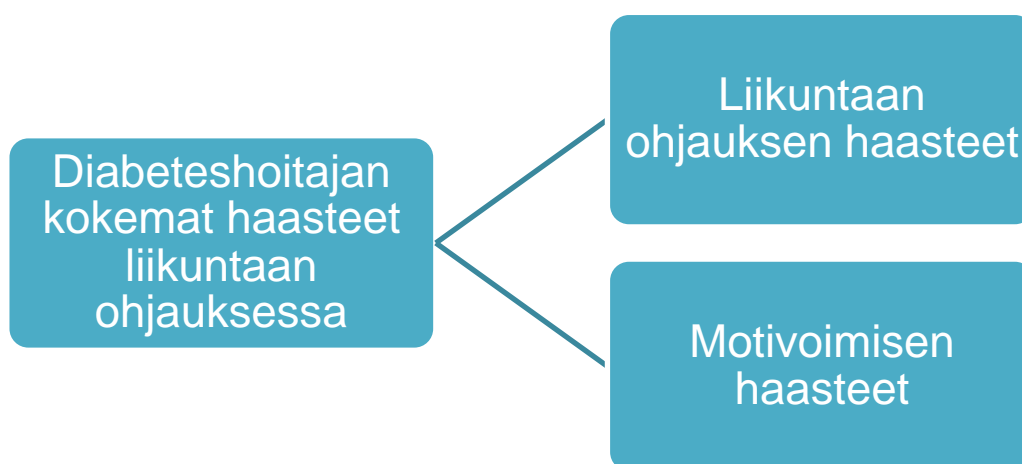 Diabeteshoitajan
kokemat haasteet
liikuntaan
ohjauksessa
Liikuntaan
ohjauksen haasteet
Motivoimisen
haasteet